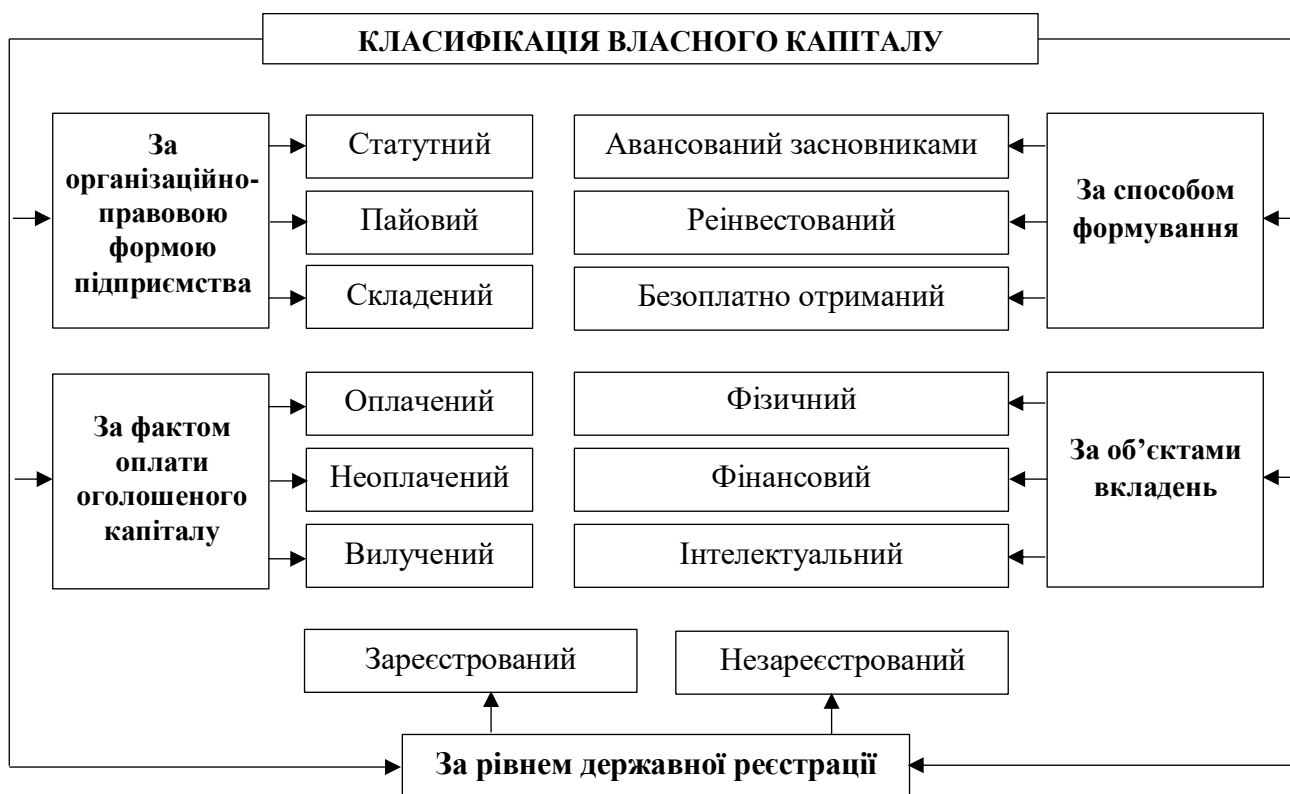 КЛАСИФІКАЦІЯ ВЛАСНОГО КАПІТАЛУ
За
організаційно-
правовою
формою
підприємства
Статутний
Пайовий
Складений
Авансований засновниками
Реінвестований
Безоплатно отриманий
За способом
формування
За фактом
оплати
оголошеного
капіталу
Оплачений
Неоплачений
Вилучений
Фізичний
Фінансовий
Інтелектуальний
За об’єктами
вкладень
Зареєстрований
Незареєстрований
За рівнем державної реєстрації